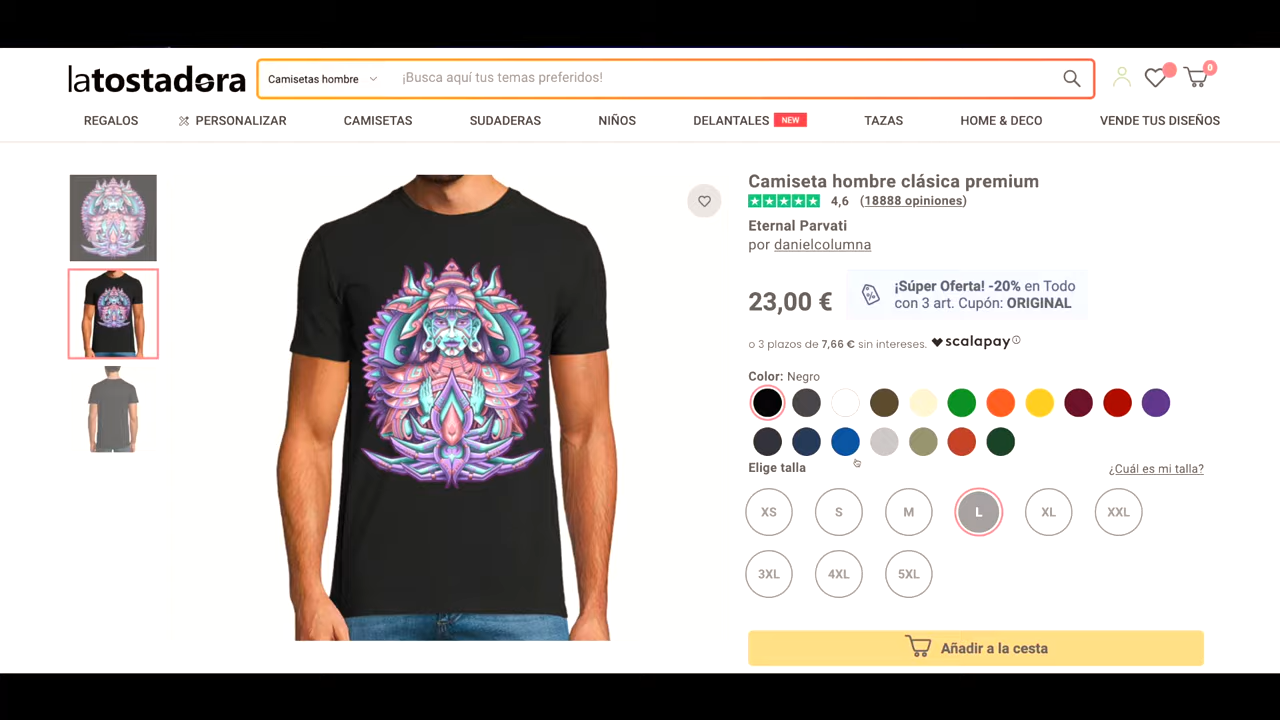 latostadora
Camisetas hombre
¡Busca aquí tus temas preferidos!
0
REGALOS
PERSONALIZAR
CAMISETAS
SUDADERAS
NIÑOS
DELANTALES NEW
TAZAS
HOME & DECO
VENDE TUS DISEÑOS
Camiseta hombre clásica premium
4,6 (18888 opiniones)
Eternal Parvati
por danielcolumna
23,00 €
¡Súper Oferta! -20% en Todo
con 3 art. Cupón: ORIGINAL
o 3 plazos de 7,66 € sin intereses. scalapay
Color: Negro
Elige talla
¿Cuál es mi talla?
XS
S
M
L
XL
XXL
3XL
4XL
5XL
Añadir a la cesta